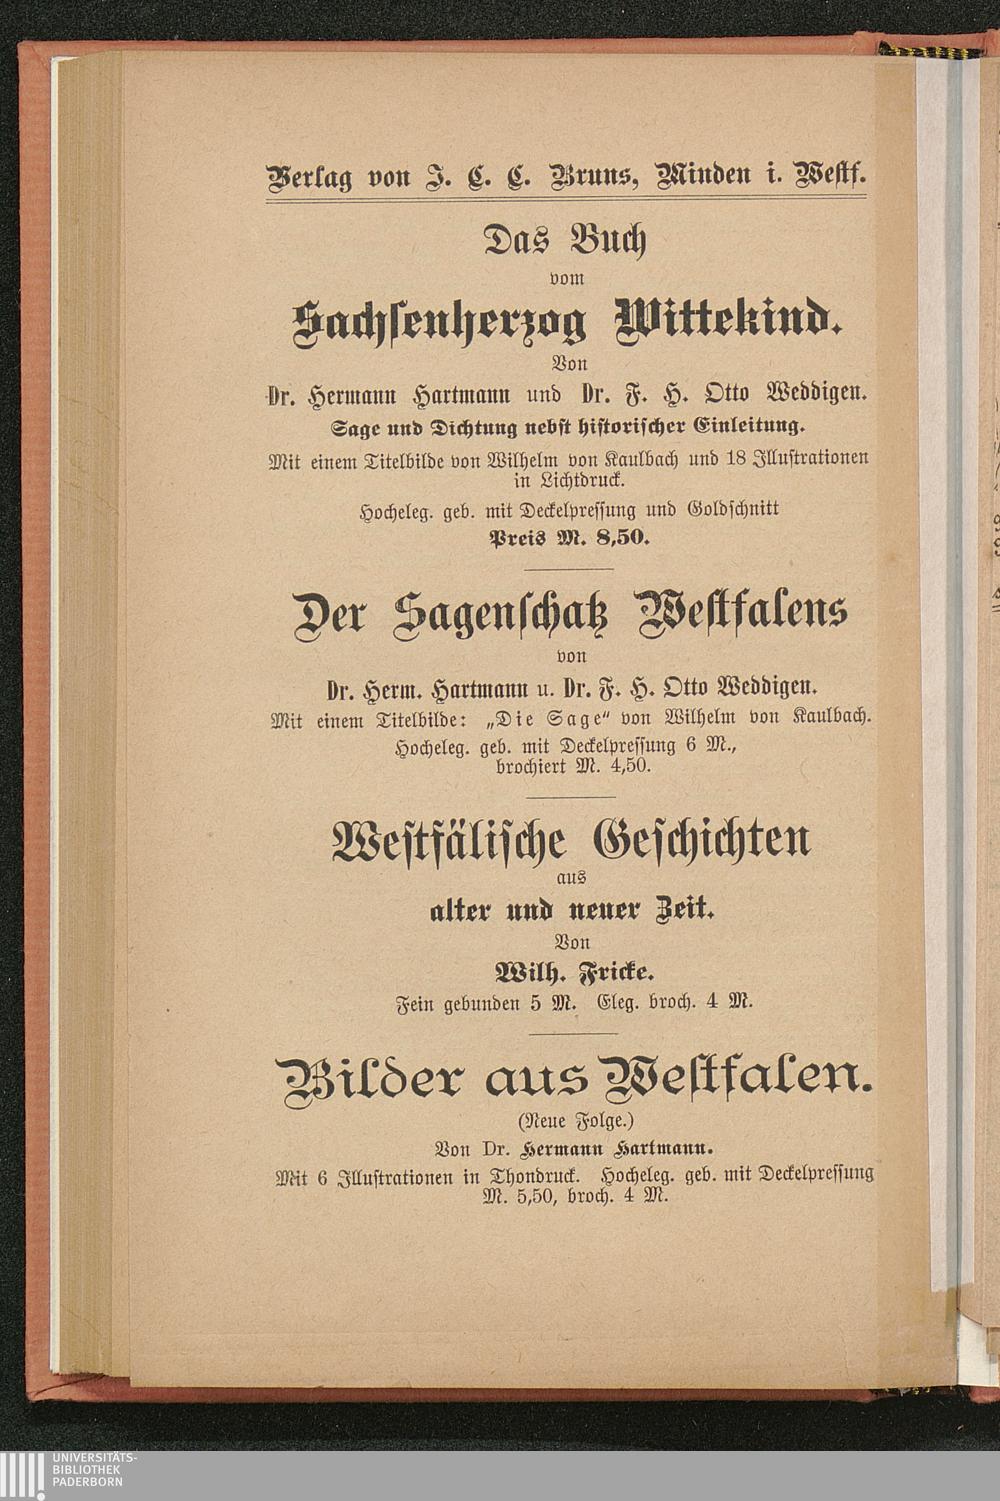 Verlag von J. C. C. Bruns, Minden i. Westf.
Das Buch
vom
Sachsenherzog Wittekind.
Von
Dr. Hermann Hartmann und Dr. F. H. Otto Weddigen.
Sage und Dichtung nebst historischer Einleitung.
Mit einem Titelbilde von Wilhelm von Kaulbach und 18 Illustrationen
in Lichtdruck.
Hocheleg. geb. mit Deckelpressung und Goldschnitt
Preis M. 8,50.
Der Sagenschatz Westfalens
von
Dr. Herm. Hartmann u. Dr. F. H. Otto Weddigen.
Mit einem Titelbilde: „Die Sage“ von Wilhelm von Kaulbach.
Hocheleg. geb. mit Deckelpressung 6 M.,
brochiert M. 4,50.
Westfälische Geschichten
aus
alter und neuer Zeit.
Von
Wilh. Fricke.
Fein gebunden 5 M. Eleg. broch. 4 M.
Bilder aus Westfalen.
(Neue Folge.)
Von Dr. Hermann Hartmann.
Mit 6 Illustrationen in Thondruck. Hocheleg. geb. mit Deckelpressung
M. 5,50, broch. 4 M.
UNIVERSITÄTS-
BIBLIOTHEK
PADERBORN